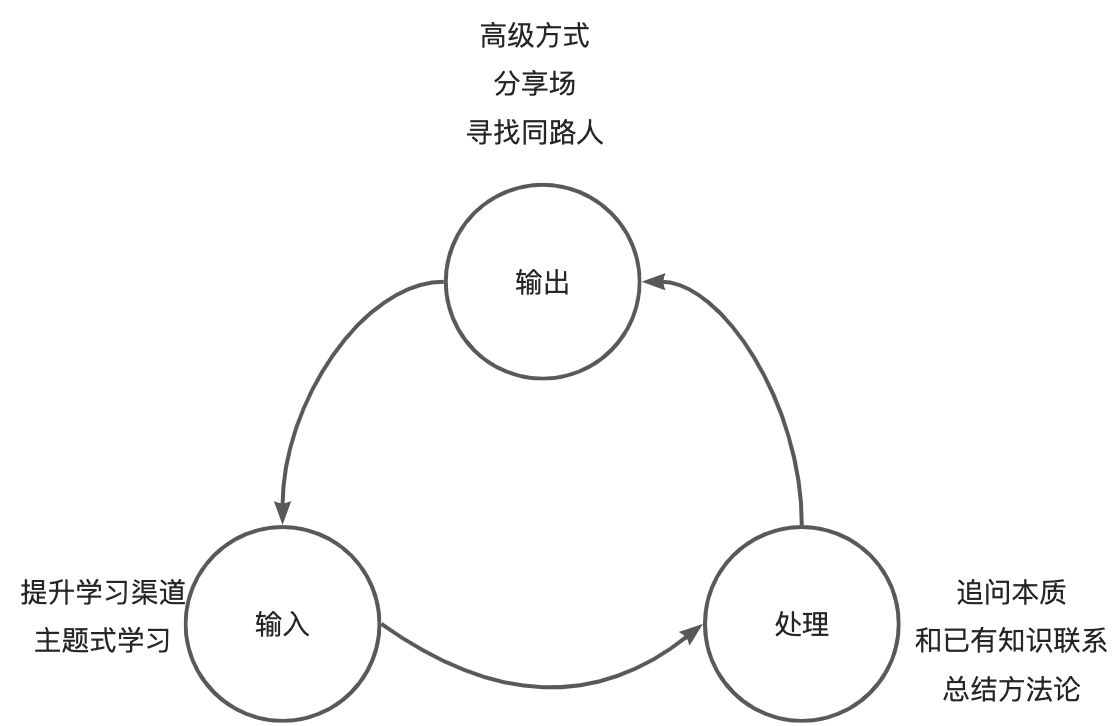 高级方式
分享场
寻找同路人
输出
提升学习渠道
主题式学习
输入
处理
追问本质
和已有知识联系
总结方法论